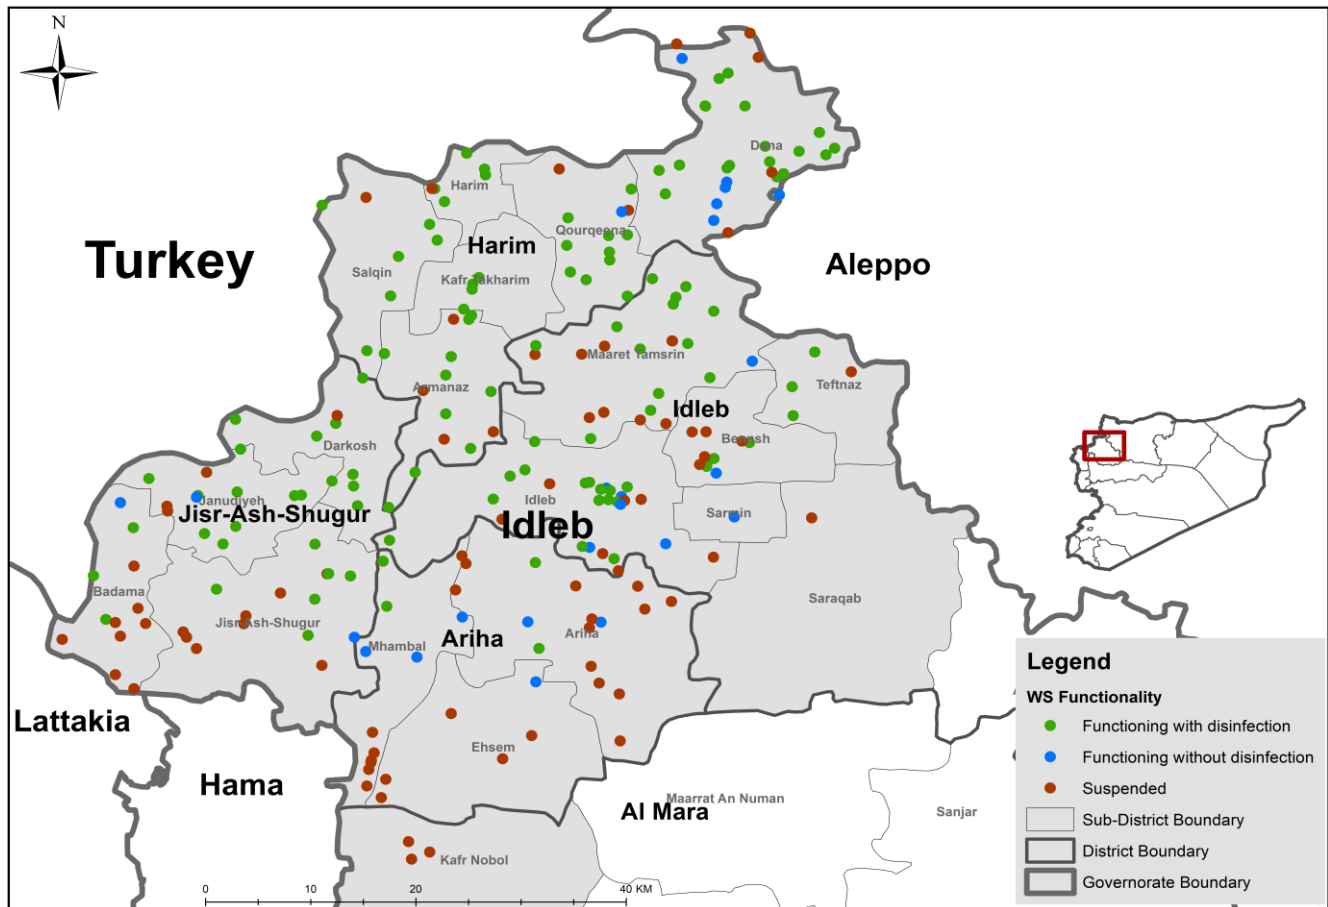 N
Dana
Harim
Turkey
Harim
Qourqeena
Aleppo
Salqin
Kafr Takharim
Maaret Tamsrin
Teftnaz
Armanaz
Idleb
Darkosh
Bennsh
Janudiyeh
Idleb
Jisr-Ash-Shugur
Idleb
Sarmin
Badama
Saraqab
Jisr-Ash-Shugur
Ariha
Ariha
Mhambal
Lattakia
Ehsem
Hama
Maarrat An Numan
Al Mara
Sanjar
Kafr Nobol
0 10 20 40 KM
Legend
WS Functionality
Functioning with disinfection
Functioning without disinfection
Suspended
Sub-District Boundary
District Boundary
Governorate Boundary